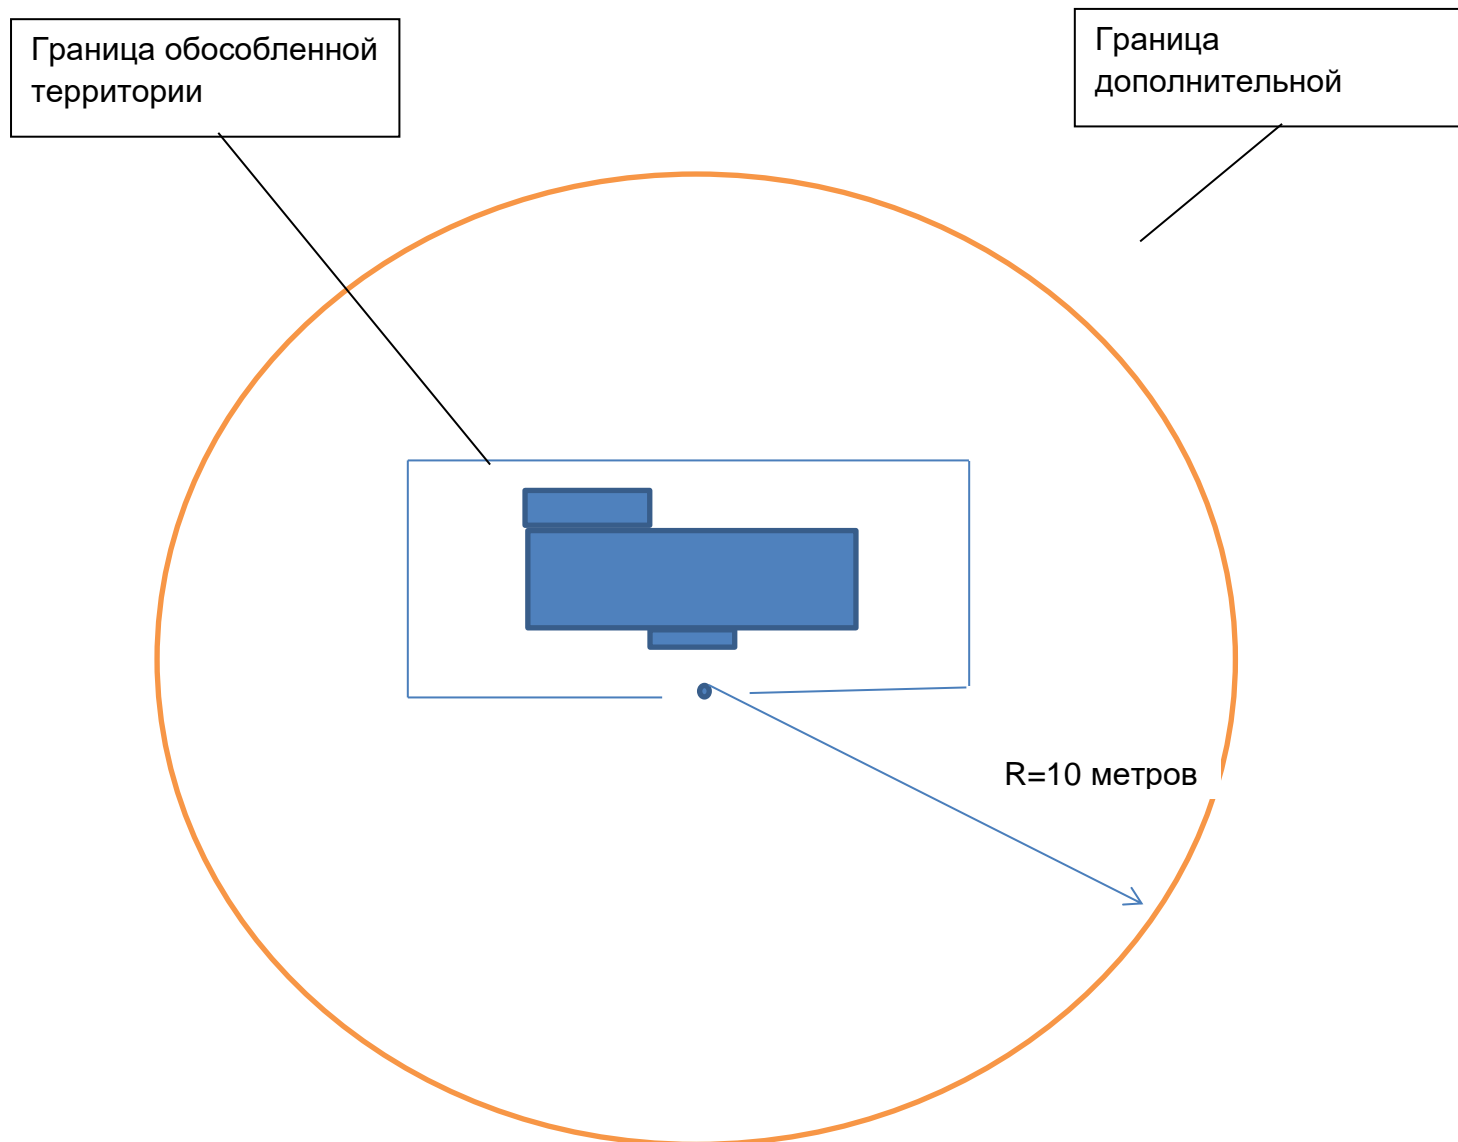 Граница обособленной
территории
Граница
дополнительной
R=10 метров